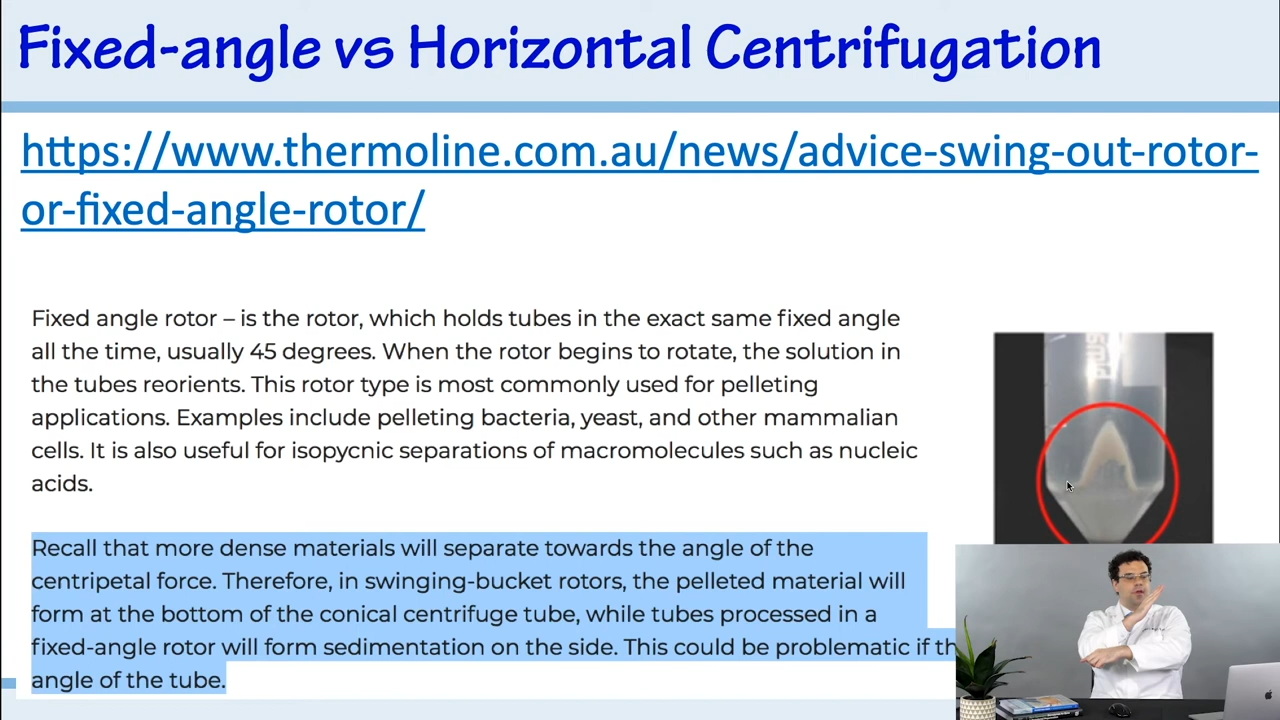 Fixed-angle vs Horizontal Centrifugation
https://www.thermoline.com.au/news/advice-swing-out-rotor-
or-fixed-angle-rotor/
Fixed angle rotor – is the rotor, which holds tubes in the exact same fixed angle
all the time, usually 45 degrees. When the rotor begins to rotate, the solution in
the tubes reorients. This rotor type is most commonly used for pelleting
applications. Examples include pelleting bacteria, yeast, and other mammalian
cells. It is also useful for isopycnic separations of macromolecules such as nucleic
acids.
Recall that more dense materials will separate towards the angle of the
centripetal force. Therefore, in swinging-bucket rotors, the pelleted material will
form at the bottom of the conical centrifuge tube, while tubes processed in a
fixed-angle rotor will form sedimentation on the side. This could be problematic if
angle of the tube.